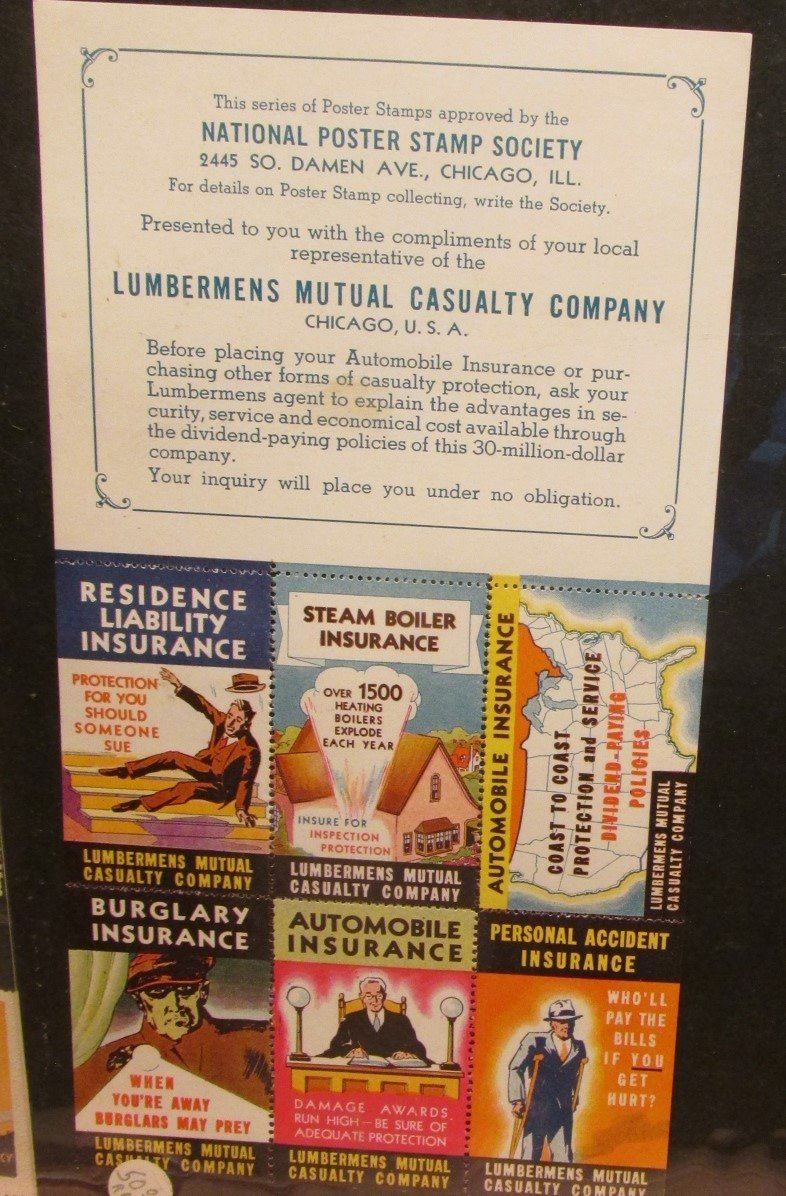 This series of Poster Stamps approved by the
NATIONAL POSTER STAMP SOCIETY
2445 SO. DAMEN AVE., CHICAGO, ILL.
For details on Poster Stamp collecting, write the Society.
Presented to you with the compliments of your local
representative of the
LUMBERMENS MUTUAL CASUALTY COMPANY
CHICAGO, U. S. A.
Before placing your Automobile Insurance or pur-
chasing other forms of casualty protection, ask your
Lumbermens agent to explain the advantages in se-
curity, service and economical cost available through
the dividend-paying policies of this 30-million-dollar
company.
Your inquiry will place you under no obligation.
RESIDENCE
LIABILITY
INSURANCE
PROTECTION
FOR YOU
SHOULD
SOMEONE
SUE
LUMBERMENS MUTUAL
CASUALTY COMPANY
STEAM BOILER
INSURANCE
OVER 1500
HEATING
BOILERS
EXPLODE
EACH YEAR
INSURE FOR
INSPECTION
PROTECTION
LUMBERMENS MUTUAL
CASUALTY COMPANY
AUTOMOBILE INSURANCE
COAST TO COAST
PROTECTION and SERVICE
DIVIDEND-PAYING
POLICIES
LUMBERMENS MUTUAL
CASUALTY COMPANY
BURGLARY
INSURANCE
WHEN
YOU'RE AWAY
BURGLARS MAY PREY
LUMBERMENS MUTUAL
CASUALTY COMPANY
AUTOMOBILE
INSURANCE
DAMAGE AWARDS
RUN HIGH—BE SURE OF
ADEQUATE PROTECTION
LUMBERMENS MUTUAL
CASUALTY COMPANY
PERSONAL ACCIDENT
INSURANCE
WHO'LL
PAY THE
BILLS
IF YOU
GET
HURT?
LUMBERMENS MUTUAL
CASUALTY COMPANY